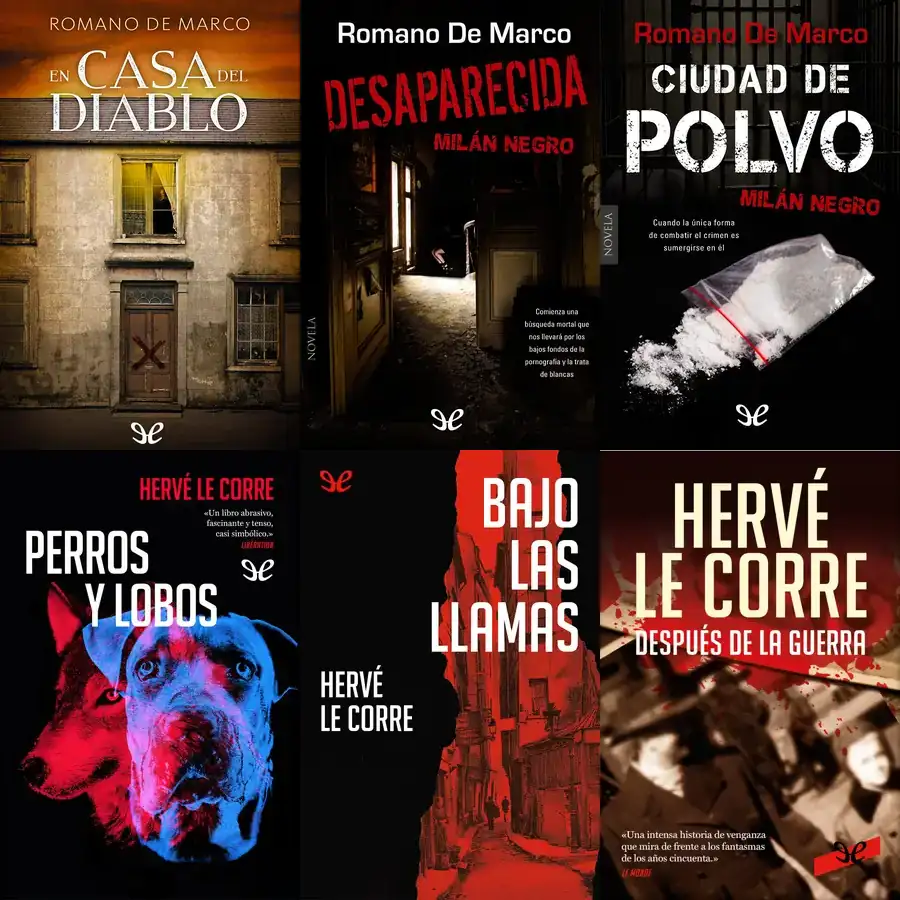 ROMANO DE MARCO
EN CASA DEL
DIABLO
Romano De Marco
DESAPARECIDA
MILÁN NEGRO
NOVELA
Comienza una
búsqueda mortal que
nos llevará por los
bajos fondos de la
pornografía y la trata
de blancas
Romano De Marco
CIUDAD DE
POLVO
MILÁN NEGRO
NOVELA
Cuando la única forma
de combatir el crimen es
sumergirse en él
HERVÉ LE CORRE
«Un libro abrasivo,
fascinante y tenso,
casi simbólico.»
LIBÉRATION
PERROS
Y LOBOS
BAJO
LAS
LLAMAS
HERVÉ
LE CORRE
HERVÉ
LE CORRE
DESPUÉS DE LA GUERRA
«Una intensa historia de venganza
que mira de frente a los fantasmas
de los años cincuenta.»
LE MONDE